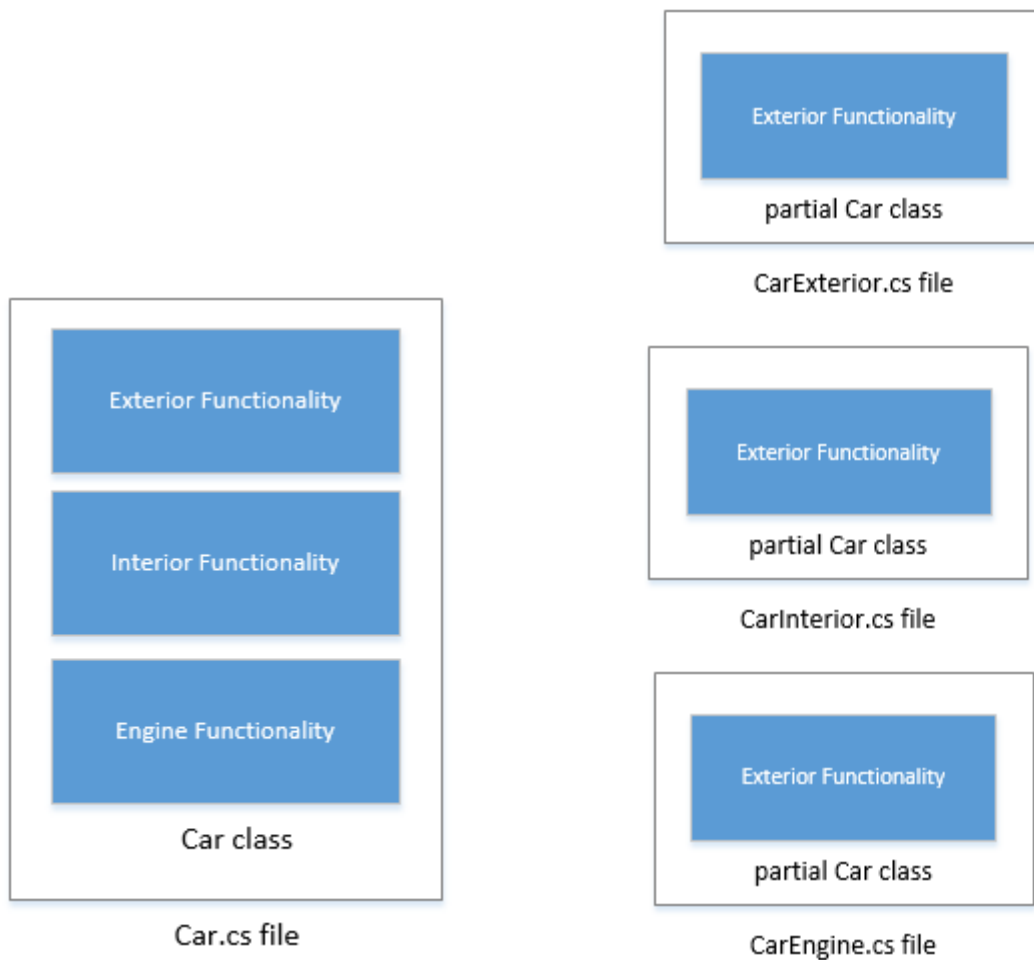 Exterior Functionality
Interior Functionality
Engine Functionality
Car class
Car.cs file
Exterior Functionality
partial Car class
CarExterior.cs file
Exterior Functionality
partial Car class
CarInterior.cs file
Exterior Functionality
partial Car class
CarEngine.cs file